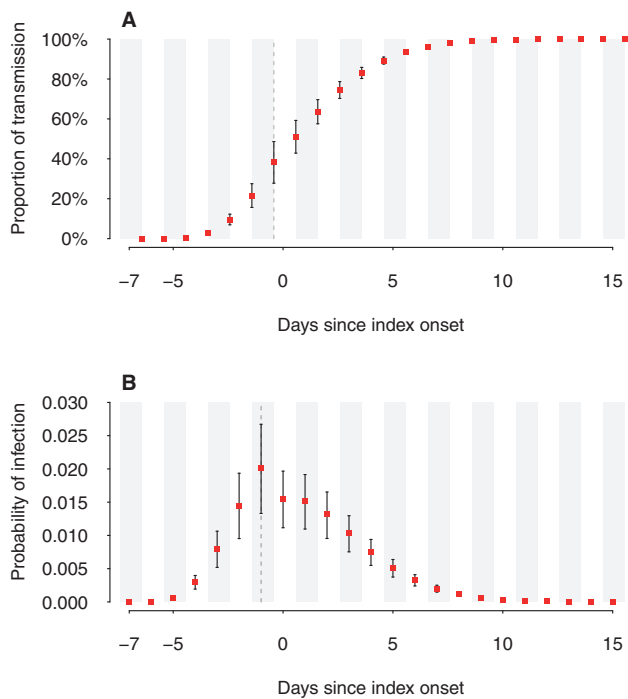 A
Proportion of transmission
100%
80%
60%
40%
20%
0%
−7 −5 0 5 10 15
Days since index onset
B
Probability of infection
0.030
0.025
0.020
0.015
0.010
0.005
0.000
−7 −5 0 5 10 15
Days since index onset